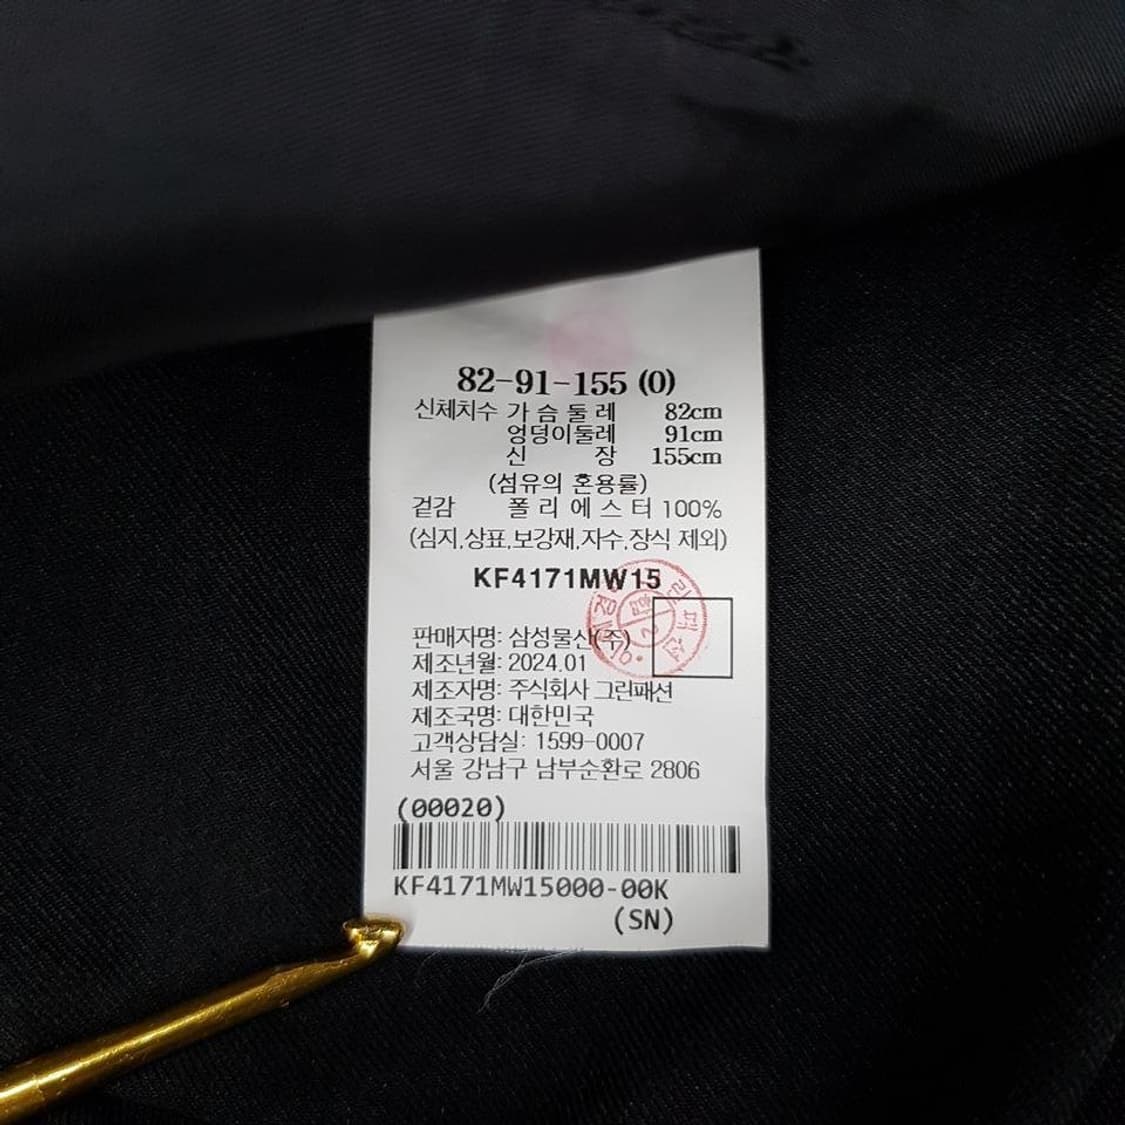 82-91-155 (0)
신체치수 가 슴 둘 레 82cm
엉덩이둘레 91cm
신 장 155cm
(섬유의 혼용률)
겉감 폴 리 에 스 터 100%
(심지,상표,보강재,자수,장식 제외)
KF4171MW15
판매자명: 삼성물산(주)
제조년월: 2024.01
제조자명: 주식회사 그린패션
제조국명: 대한민국
고객상담실: 1599-0007
서울 강남구 남부순환로 2806
(00020)
KF4171MW15000-00K
(SN)